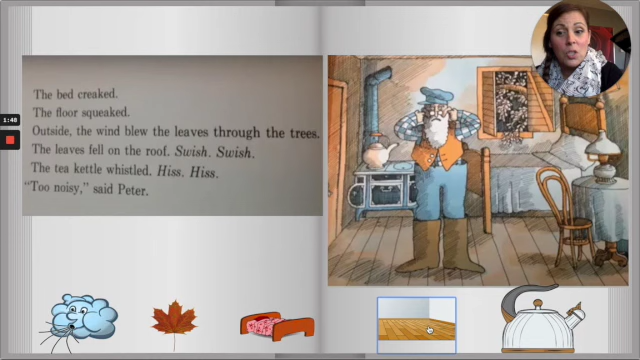 The bed creaked.
The floor squeaked.
Outside, the wind blew the leaves through the trees.
The leaves fell on the roof. Swish. Swish.
The tea kettle whistled. Hiss. Hiss.
"Too noisy," said Peter.
1:48